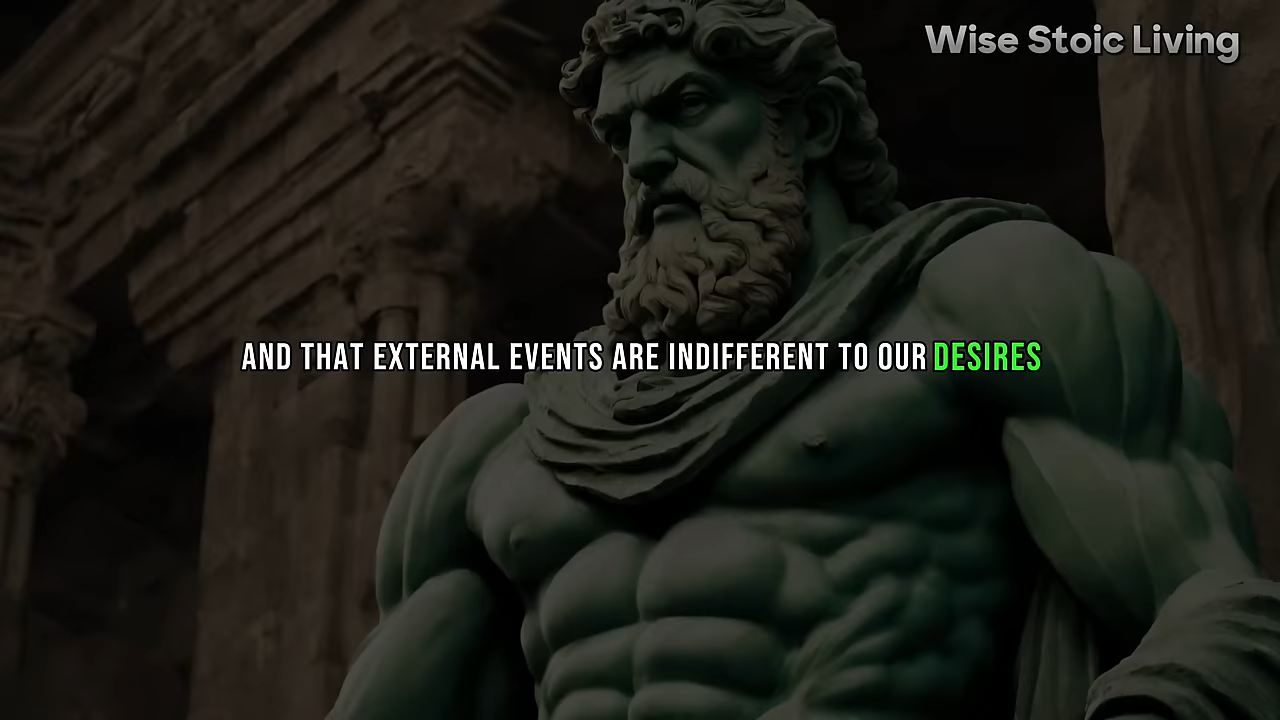 Wise Stoic Living
AND THAT EXTERNAL EVENTS ARE INDIFFERENT TO OUR DESIRES